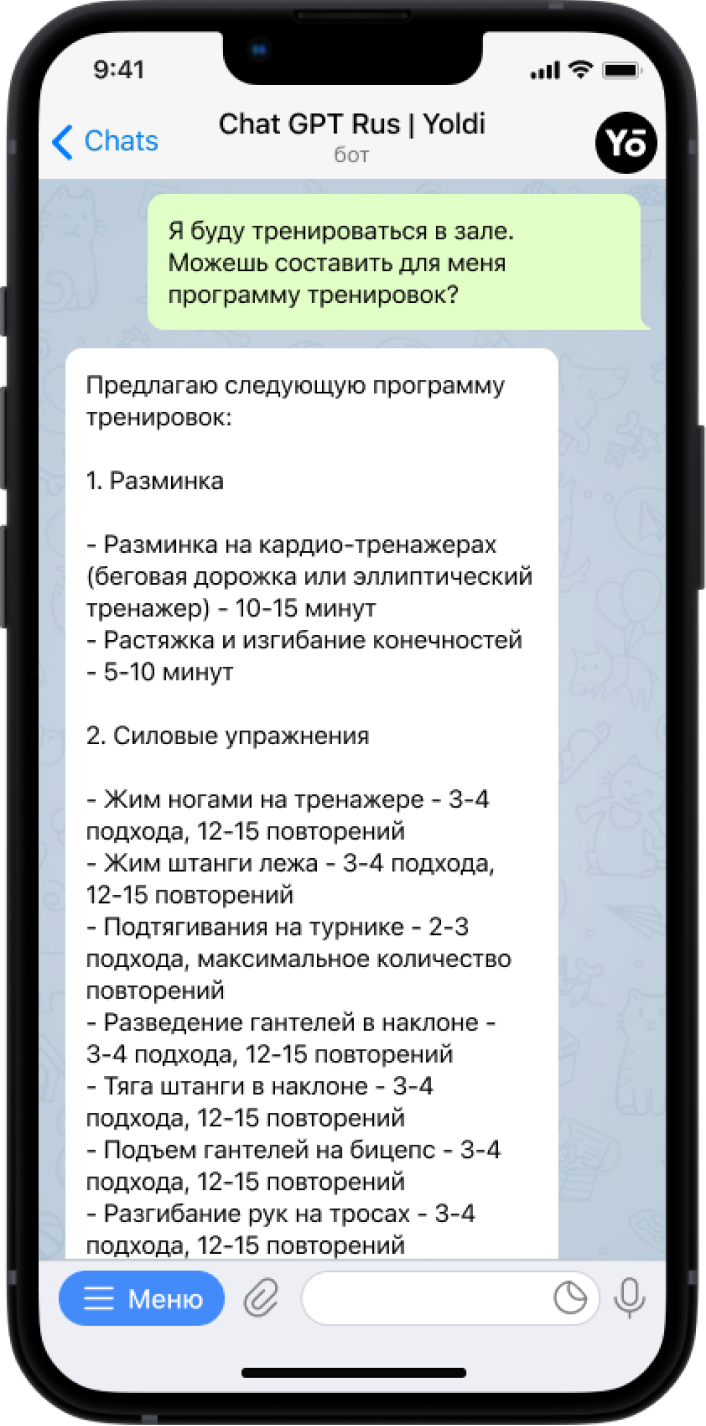 9:41
Chats
Chat GPT Rus | Yoldi
бот
Yō
Я буду тренироваться в зале.
Можешь составить для меня
программу тренировок?
Предлагаю следующую программу
тренировок:
1. Разминка
- Разминка на кардио-тренажерах
(беговая дорожка или эллиптический
тренажер) - 10-15 минут
- Растяжка и изгибание конечностей
- 5-10 минут
2. Силовые упражнения
- Жим ногами на тренажере - 3-4
подхода, 12-15 повторений
- Жим штанги лежа - 3-4 подхода,
12-15 повторений
- Подтягивания на турнике - 2-3
подхода, максимальное количество
повторений
- Разведение гантелей в наклоне -
3-4 подхода, 12-15 повторений
- Тяга штанги в наклоне - 3-4
подхода, 12-15 повторений
- Подъем гантелей на бицепс - 3-4
подхода, 12-15 повторений
- Разгибание рук на тросах - 3-4
подхода, 12-15 повторений
Меню